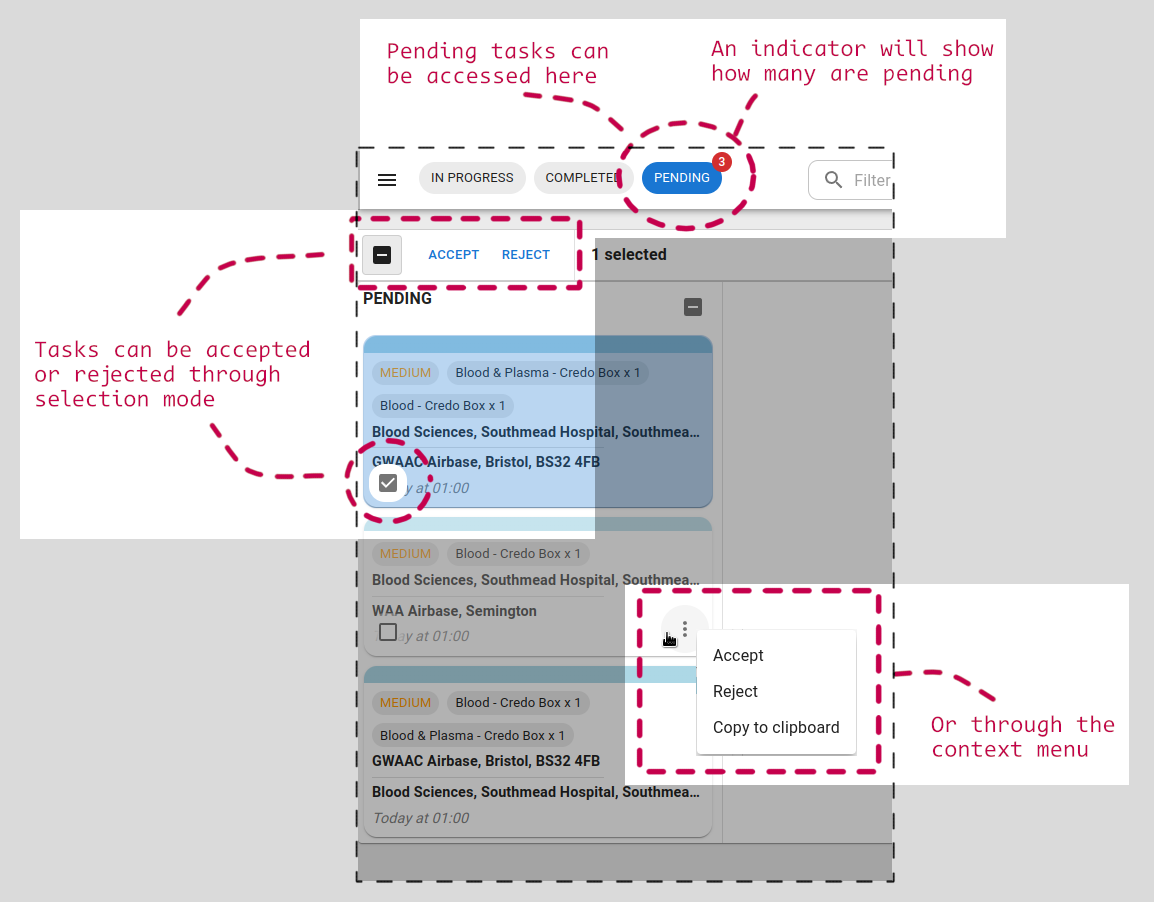 Pending tasks can
be accessed here
An indicator will show
how many are pending
IN PROGRESS
COMPLETED
PENDING
3
Filter
ACCEPT
REJECT
1 selected
PENDING
Tasks can be accepted
or rejected through
selection mode
MEDIUM
Blood & Plasma - Credo Box x 1
Blood - Credo Box x 1
Blood Sciences, Southmead Hospital, Southmea...
GWAAC Airbase, Bristol, BS32 4FB
y at 01:00
MEDIUM
Blood - Credo Box x 1
Blood Sciences, Southmead Hospital, Southmea...
WAA Airbase, Semington
ay at 01:00
Accept
Reject
Copy to clipboard
Or through the
context menu
MEDIUM
Blood - Credo Box x 1
Blood & Plasma - Credo Box x 1
GWAAC Airbase, Bristol, BS32 4FB
Blood Sciences, Southmead Hospital, Southmea...
Today at 01:00